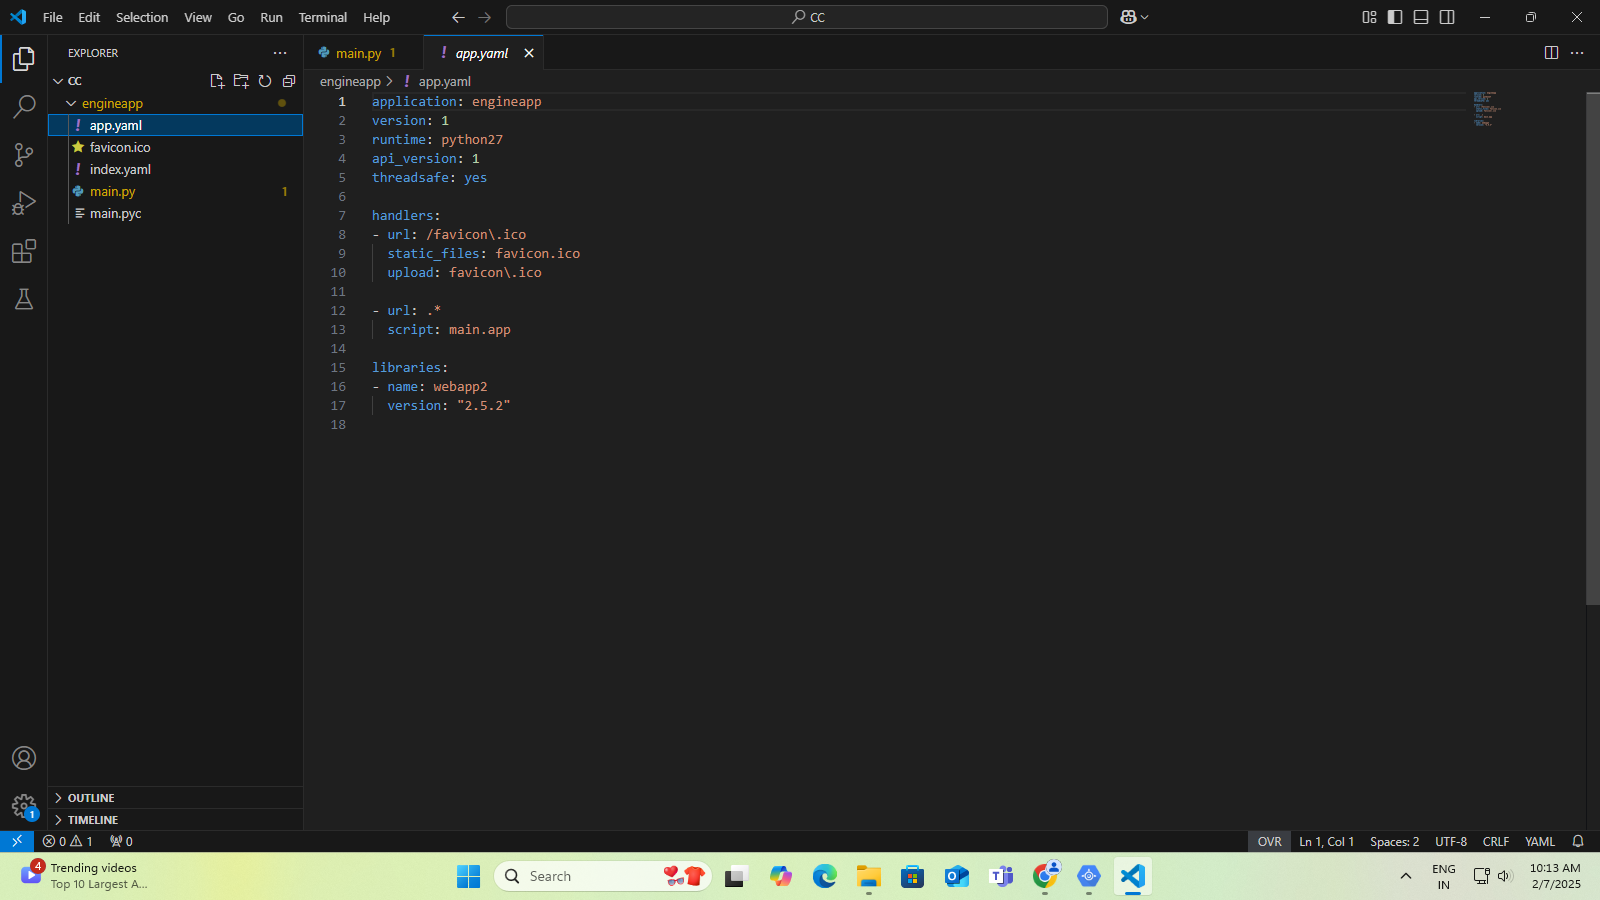 File Edit Selection View Go Run Terminal Help
CC
EXPLORER
main.py 1
app.yaml
CC
engineapp
app.yaml
favicon.ico
index.yaml
main.py 1
main.pyc
OUTLINE
TIMELINE
engineapp > ! app.yaml
1 application: engineapp
2 version: 1
3 runtime: python27
4 api_version: 1
5 threadsafe: yes
6
7 handlers:
8 - url: /favicon\.ico
9 static_files: favicon.ico
10 upload: favicon\.ico
11
12 - url: .*
13 script: main.app
14
15 libraries:
16 - name: webapp2
17 version: "2.5.2"
18
1
0 1 0
OVR Ln 1, Col 1 Spaces: 2 UTF-8 CRLF YAML
4
Trending videos
Top 10 Largest A...
Search
ENG
IN
10:13 AM
2/7/2025